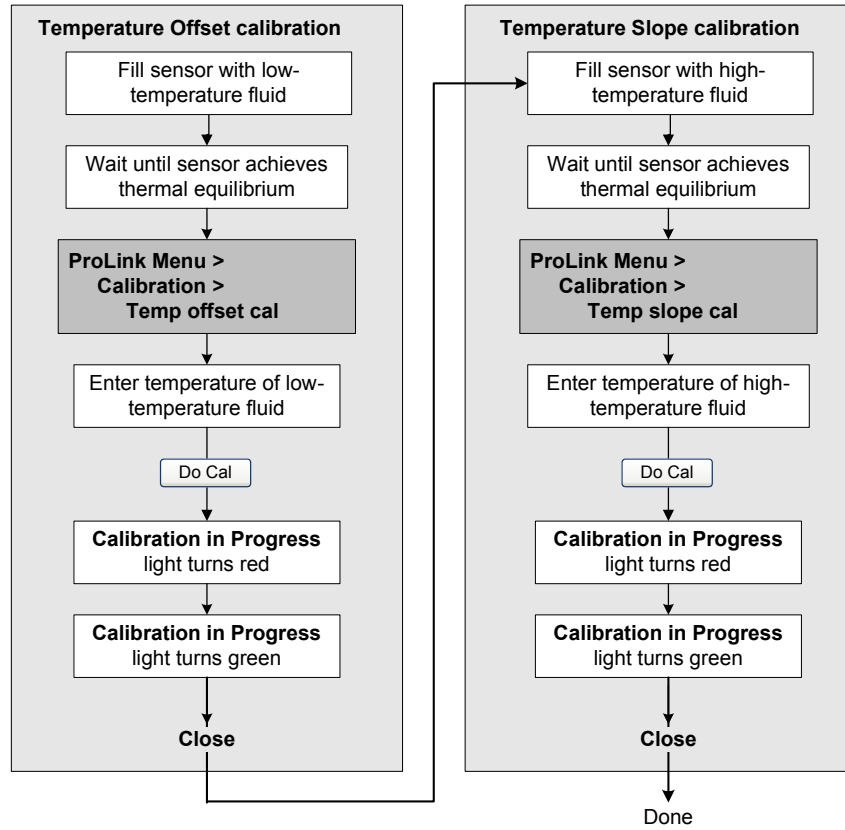 Temperature Offset calibration
Fill sensor with low-
temperature fluid
Wait until sensor achieves
thermal equilibrium
ProLink Menu >
Calibration >
Temp offset cal
Enter temperature of low-
temperature fluid
Do Cal
Calibration in Progress
light turns red
Calibration in Progress
light turns green
Close
Temperature Slope calibration
Fill sensor with high-
temperature fluid
Wait until sensor achieves
thermal equilibrium
ProLink Menu >
Calibration >
Temp slope cal
Enter temperature of high-
temperature fluid
Do Cal
Calibration in Progress
light turns red
Calibration in Progress
light turns green
Close
Done